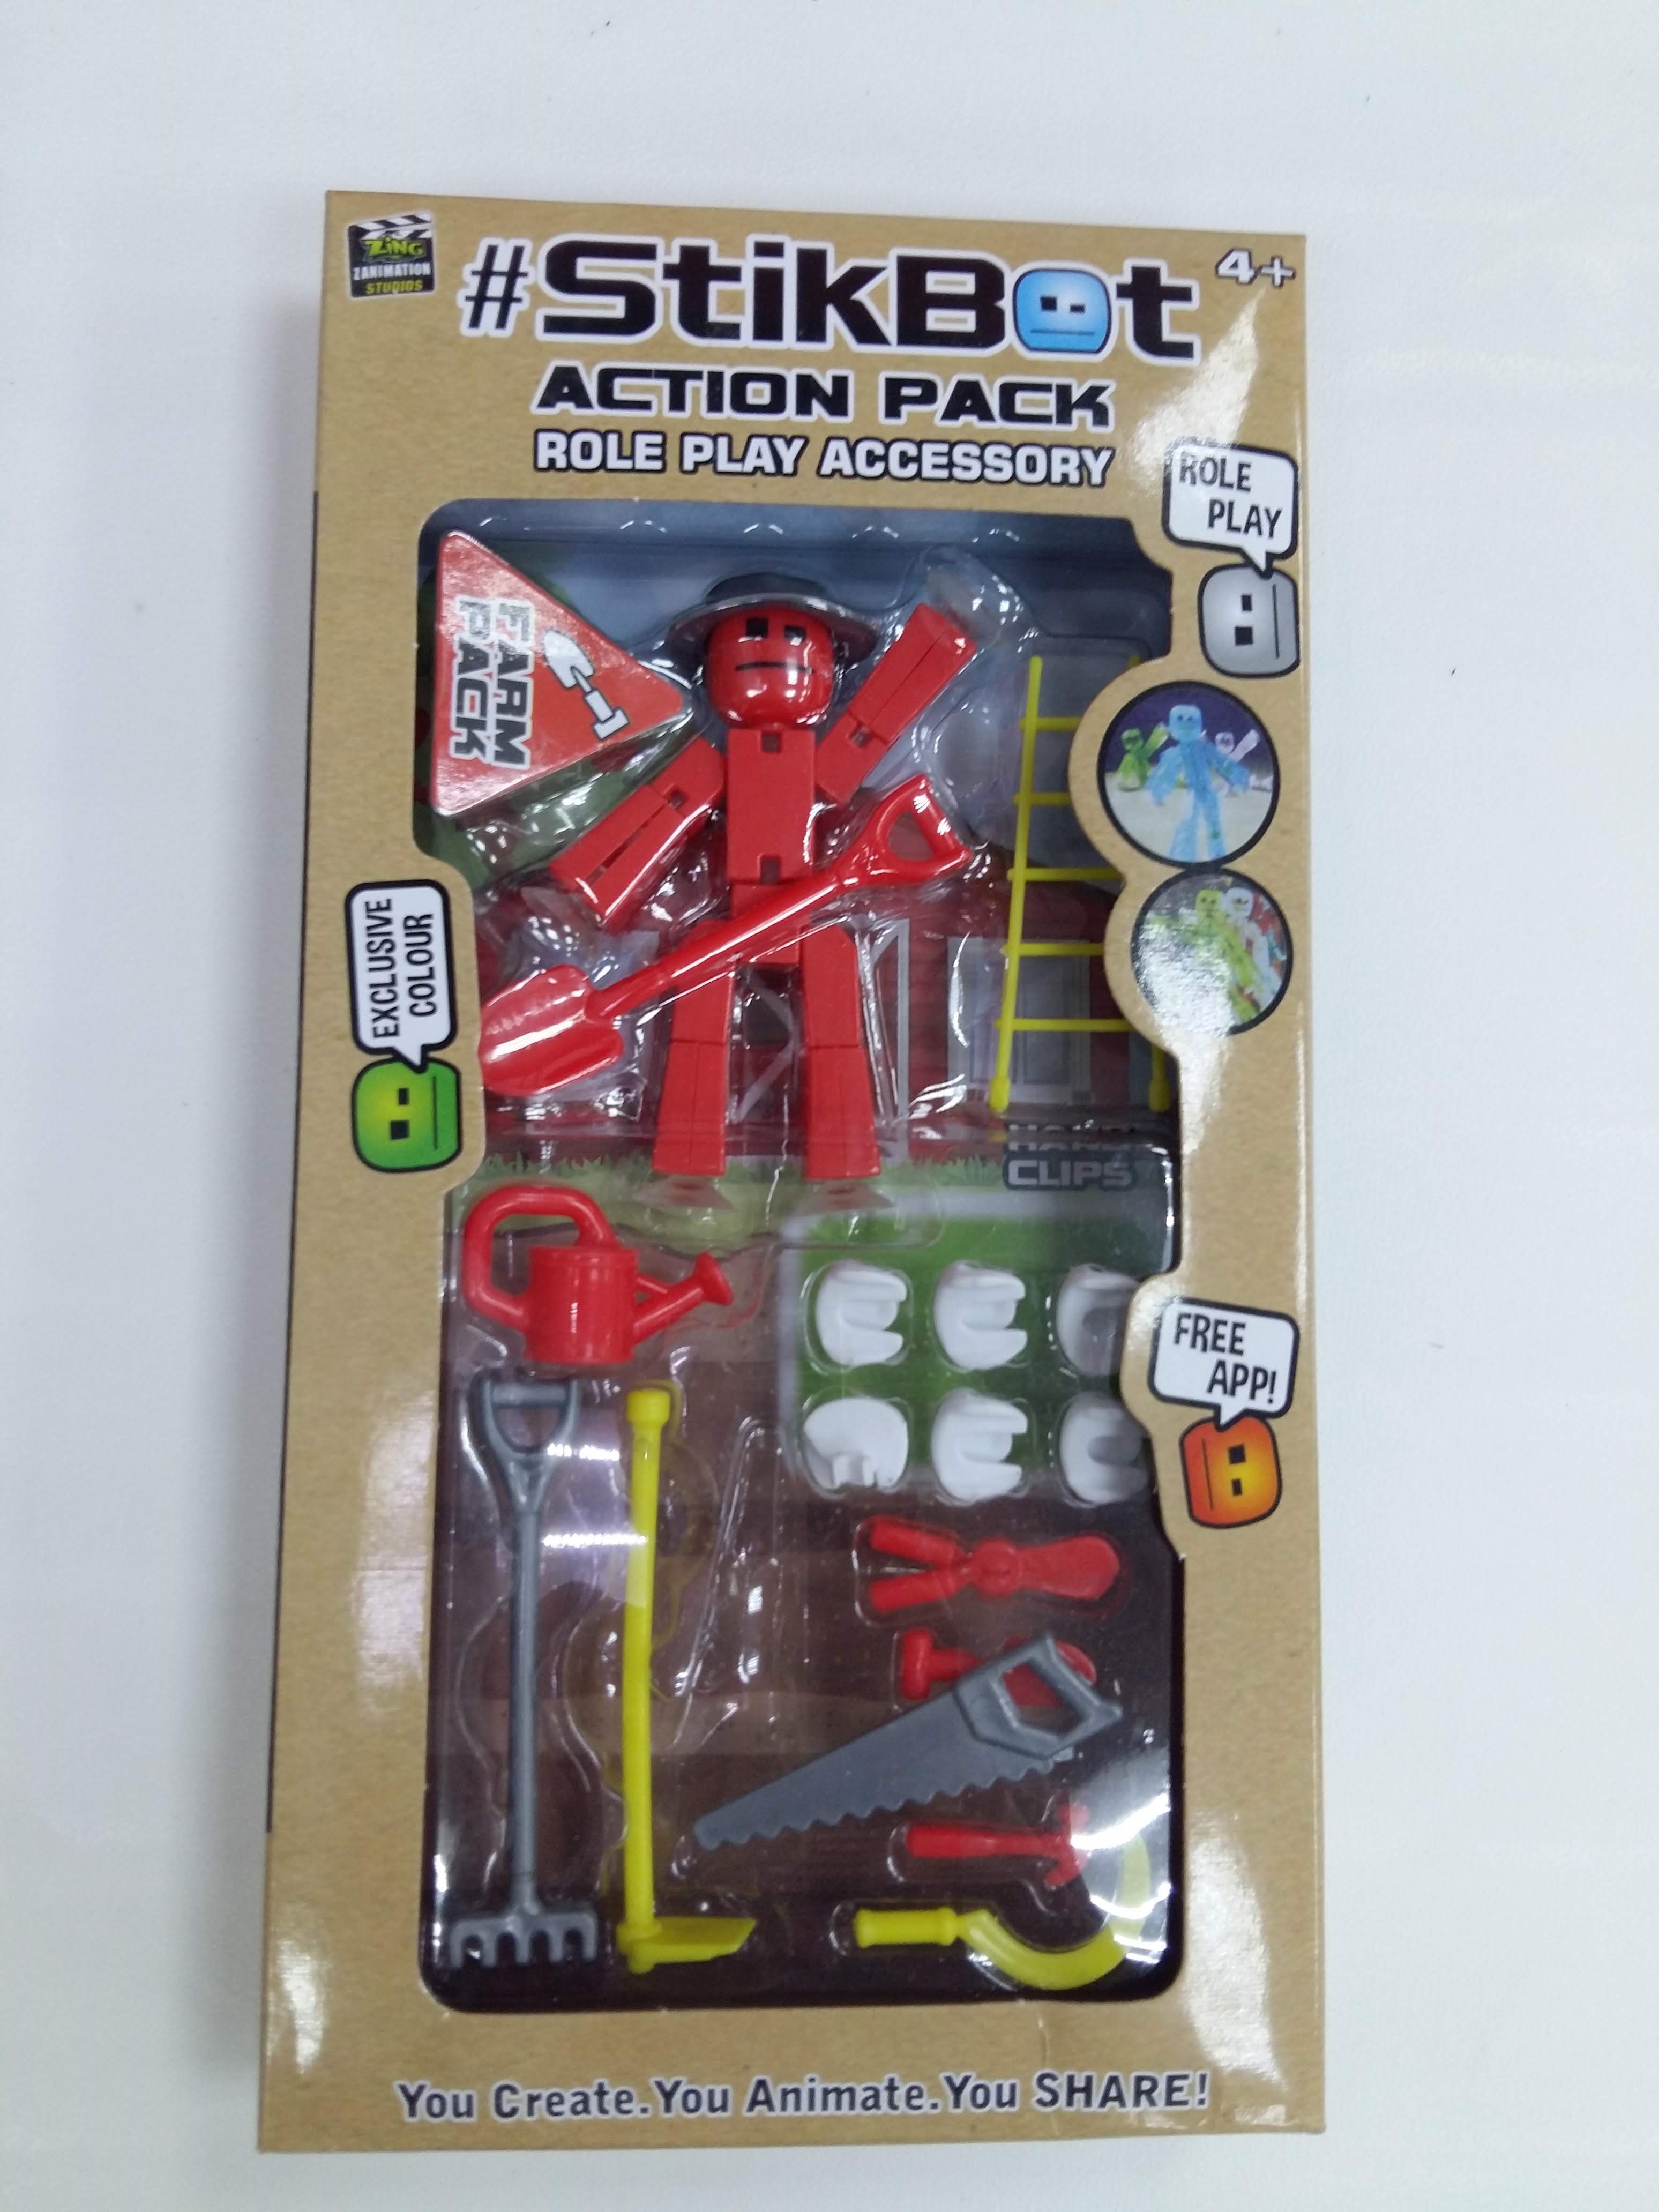 ZiNG
ZANIMATION
STUDIOS
#StikBot
4+
ACTION PACK
ROLE PLAY ACCESSORY
ROLE
PLAY
FARM
PACK
EXCLUSIVE
COLOUR
HAND
CLIPS
FREE
APP!
You Create.You Animate.You SHARE!